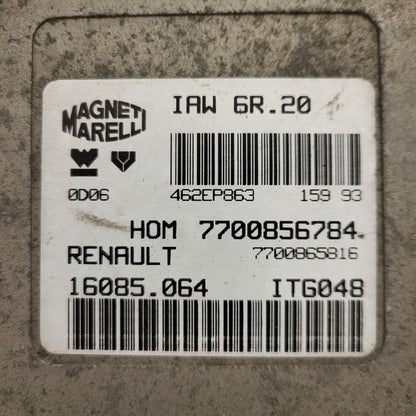 MAGNETI
MARELLI
IAW 6R.20
0D06 462EP863 159 93
HOM 7700856784
RENAULT 7700865816
16085.064 ITG048